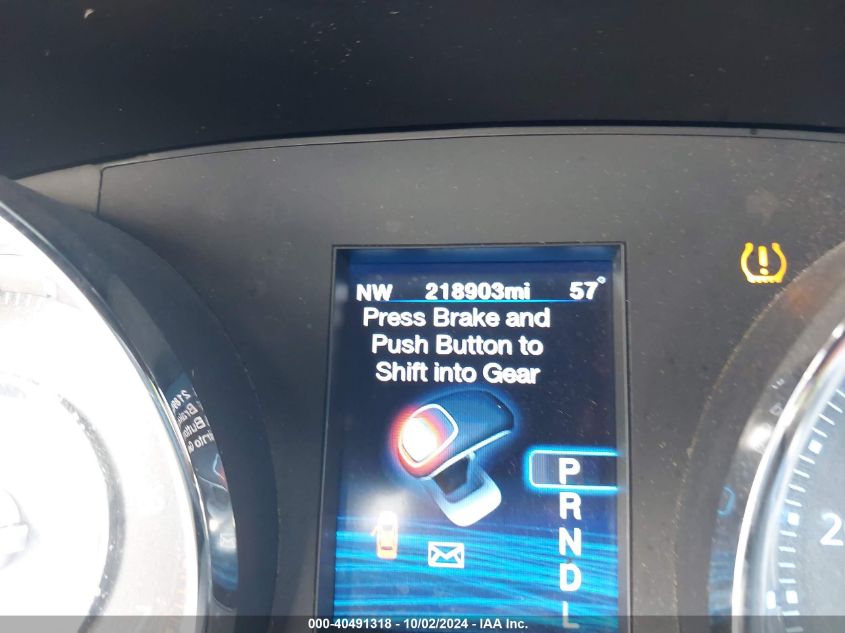 NW 218903mi 57°
Press Brake and
Push Button to
Shift into Gear
P
R
N
D
L
2
000-40491318 - 10/02/2024 - IAA Inc.